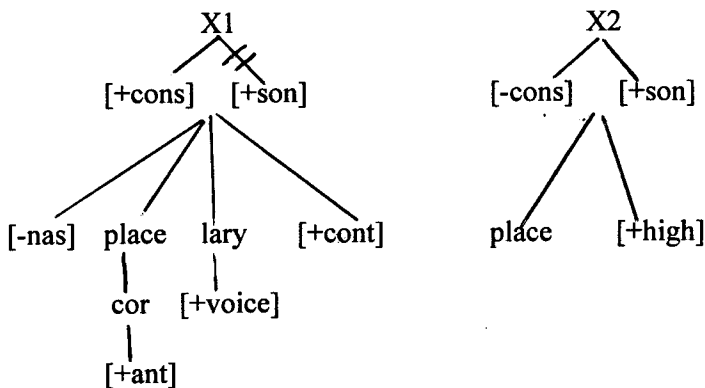 X1 X2
[+cons] [+son] [-cons] [+son]
[-nas] place lary [+cont] place [+high]
cor [+voice]
[+ant]